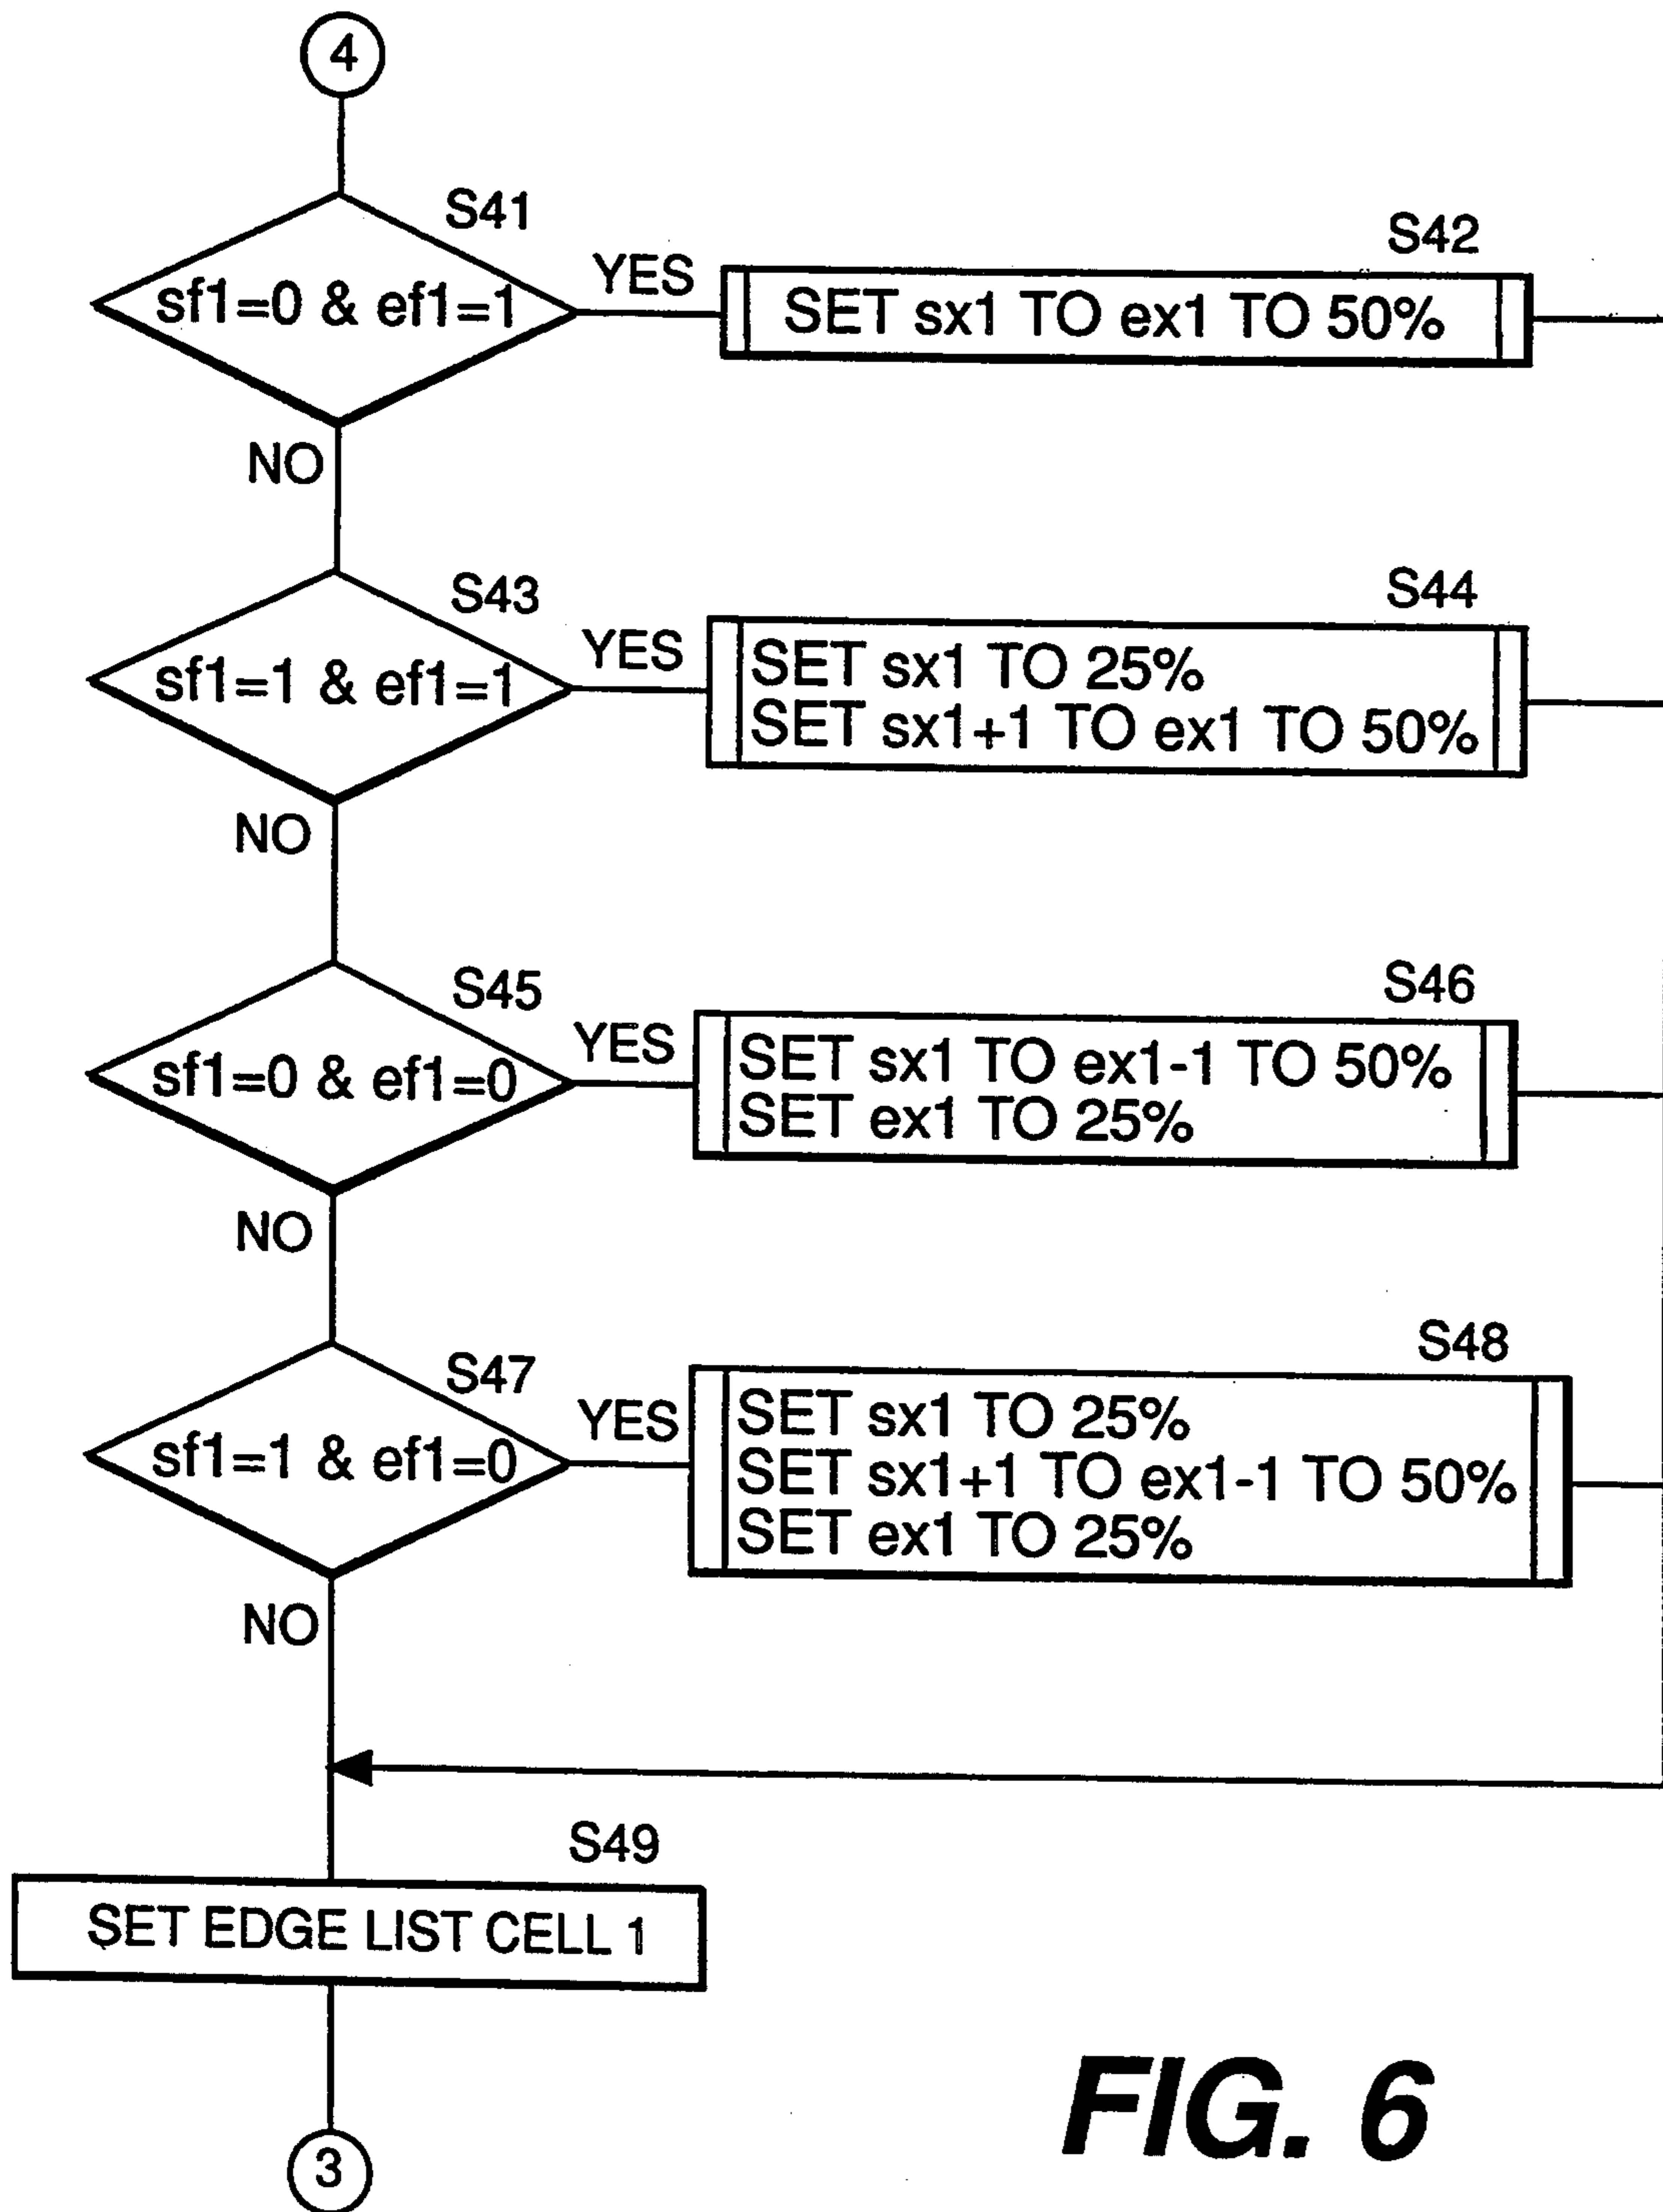 4
S41
sf1=0 & ef1=1
YES
S42
SET sx1 TO ex1 TO 50%
NO
S43
sf1=1 & ef1=1
YES
S44
SET sx1 TO 25%
SET sx1+1 TO ex1 TO 50%
NO
S45
sf1=0 & ef1=0
YES
S46
SET sx1 TO ex1-1 TO 50%
SET ex1 TO 25%
NO
S47
sf1=1 & ef1=0
YES
S48
SET sx1 TO 25%
SET sx1+1 TO ex1-1 TO 50%
SET ex1 TO 25%
NO
S49
SET EDGE LIST CELL 1
3
FIG. 6